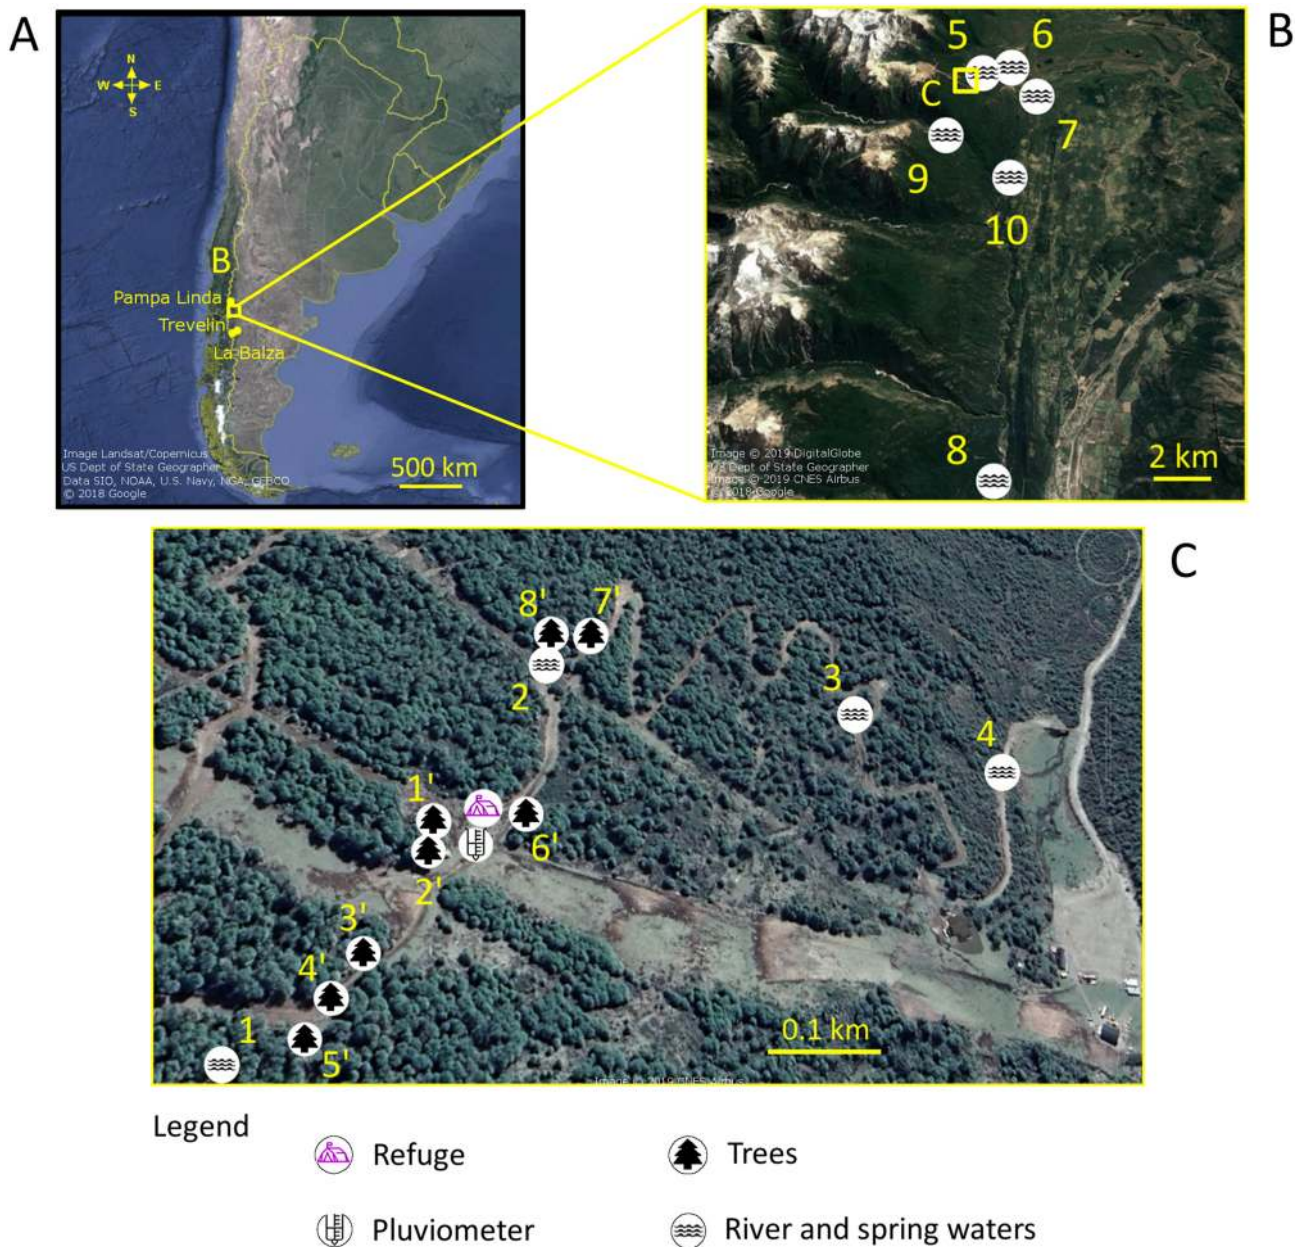 A
N
W E
S
B
Pampa Linda
Trevelin
La Balza
Image Landsat/Copernicus
US Dept of State Geographer
Data SIO, NOAA, U.S. Navy, NGA, GEBCO
© 2018 Google
500 km
B
5 6
C
7
9
10
8
Image © 2019 DigitalGlobe
US Dept of State Geographer
Image © 2019 CNES Airbus
© 2018 Google
2 km
C
8' 7'
2
3
4
1'
6'
2'
3'
4'
1
5'
0.1 km
Image © 2019 CNES Airbus
Legend
Refuge
Trees
Pluviometer
River and spring waters